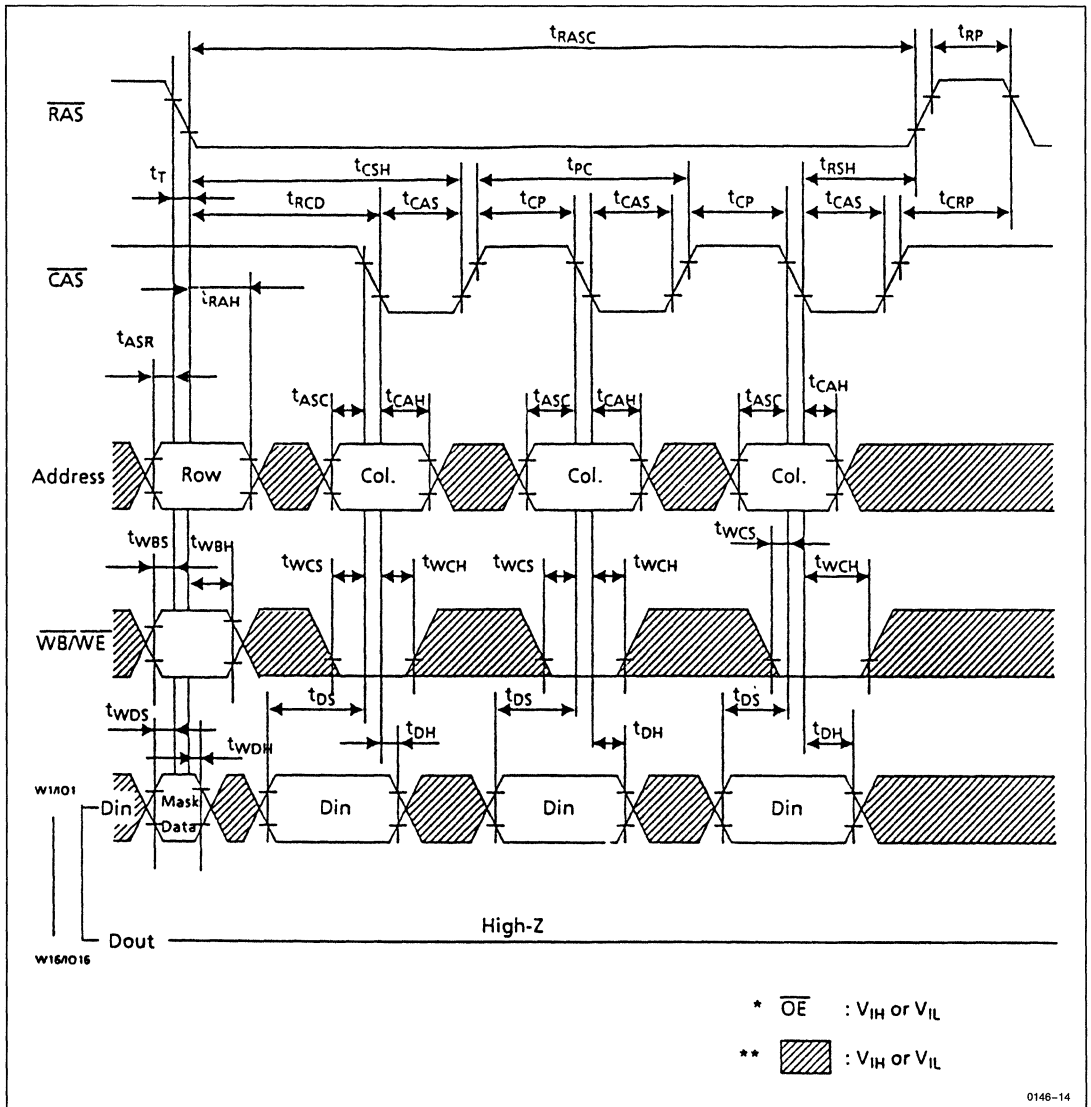 tRASC tRP
RAS
tT tCSH tPC tRSH
tRCD tCAS tCP tCAS tCP tCAS tCRP
CAS
tRAH
tASR
tASC tCAH tASC tCAH tASC tCAH
Address Row Col. Col. Col.
tWBS tWBH tWCS tWCH tWCS tWCH tWCS tWCH
WB/WE
tWDS tWDH tDS tDH tDS tDH tDS tDH
W1/IO1
Din Mask Data Din Din Din
High-Z
Dout
W16/IO16
* OE : VIH or VIL
** : VIH or VIL
0146-14